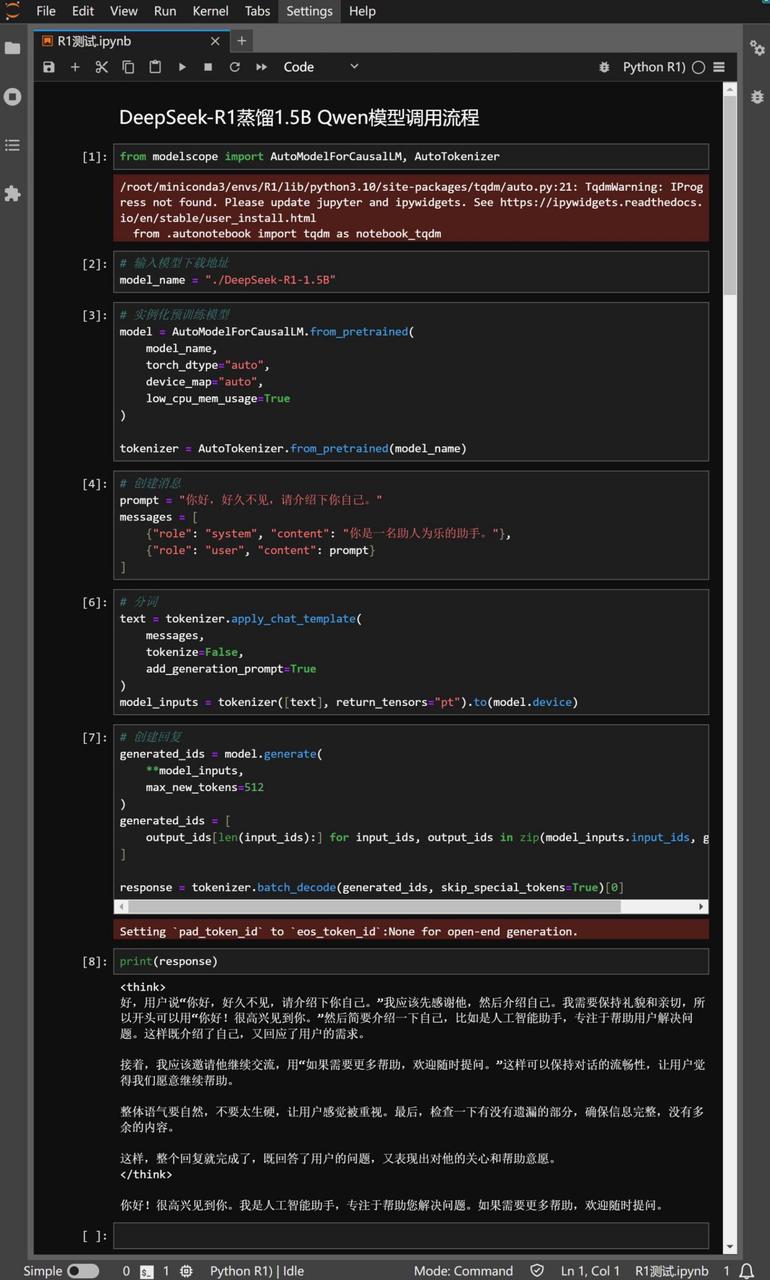 File Edit View Run Kernel Tabs Settings Help
R1测试.ipynb
Code
Python R1)
DeepSeek-R1蒸馏1.5B Qwen模型调用流程
[1]: from modelscope import AutoModelForCausalLM, AutoTokenizer
/root/miniconda3/envs/R1/lib/python3.10/site-packages/tqdm/auto.py:21: TqdmWarning: IProg
ress not found. Please update jupyter and ipywidgets. See https://ipywidgets.readthedocs.
io/en/stable/user_install.html
from .autonotebook import tqdm as notebook_tqdm
[2]: # 输入模型下载地址
model_name = "./DeepSeek-R1-1.5B"
[3]: # 实例化预训练模型
model = AutoModelForCausalLM.from_pretrained(
model_name,
torch_dtype="auto",
device_map="auto",
low_cpu_mem_usage=True
)
tokenizer = AutoTokenizer.from_pretrained(model_name)
[4]: # 创建消息
prompt = "你好，好久不见，请介绍下你自己。"
messages = [
{"role": "system", "content": "你是一名助人为乐的助手。"},
{"role": "user", "content": prompt}
]
[6]: # 分词
text = tokenizer.apply_chat_template(
messages,
tokenize=False,
add_generation_prompt=True
)
model_inputs = tokenizer([text], return_tensors="pt").to(model.device)
[7]: # 创建回复
generated_ids = model.generate(
**model_inputs,
max_new_tokens=512
)
generated_ids = [
output_ids[len(input_ids):] for input_ids, output_ids in zip(model_inputs.input_ids, g
]
response = tokenizer.batch_decode(generated_ids, skip_special_tokens=True)[0]
Setting `pad_token_id` to `eos_token_id`:None for open-end generation.
[8]: print(response)
<think>
好，用户说“你好，好久不见，请介绍下你自己。”我应该先感谢他，然后介绍自己。我需要保持礼貌和亲切，所
以开头可以用“你好！很高兴见到你。”然后简要介绍一下自己，比如是人工智能助手，专注于帮助用户解决问
题。这样既介绍了自己，又回应了用户的需求。
接着，我应该邀请他继续交流，用“如果需要更多帮助，欢迎随时提问。”这样可以保持对话的流畅性，让用户觉
得我们愿意继续帮助。
整体语气要自然，不要太生硬，让用户感觉被重视。最后，检查一下有没有遗漏的部分，确保信息完整，没有多
余的内容。
这样，整个回复就完成了，既回答了用户的问题，又表现出对他的关心和帮助意愿。
</think>
你好！很高兴见到你。我是人工智能助手，专注于帮助您解决问题。如果需要更多帮助，欢迎随时提问。
[ ]:
Simple 0 1 Python R1) | Idle Mode: Command Ln 1, Col 1 R1测试.ipynb 1